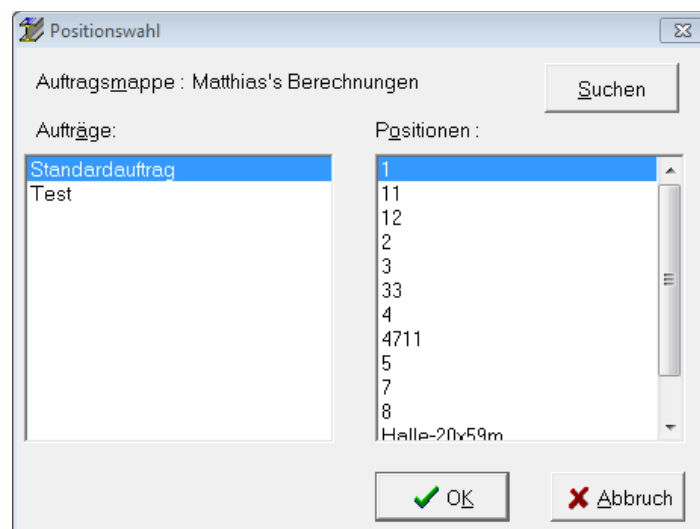 Positionswahl
Auftragsmappe : Matthias's Berechnungen
Suchen
Aufträge:
Standardauftrag
Test
Positionen :
1
11
12
2
3
33
4
4711
5
7
8
Halle-20x59m
OK
Abbruch